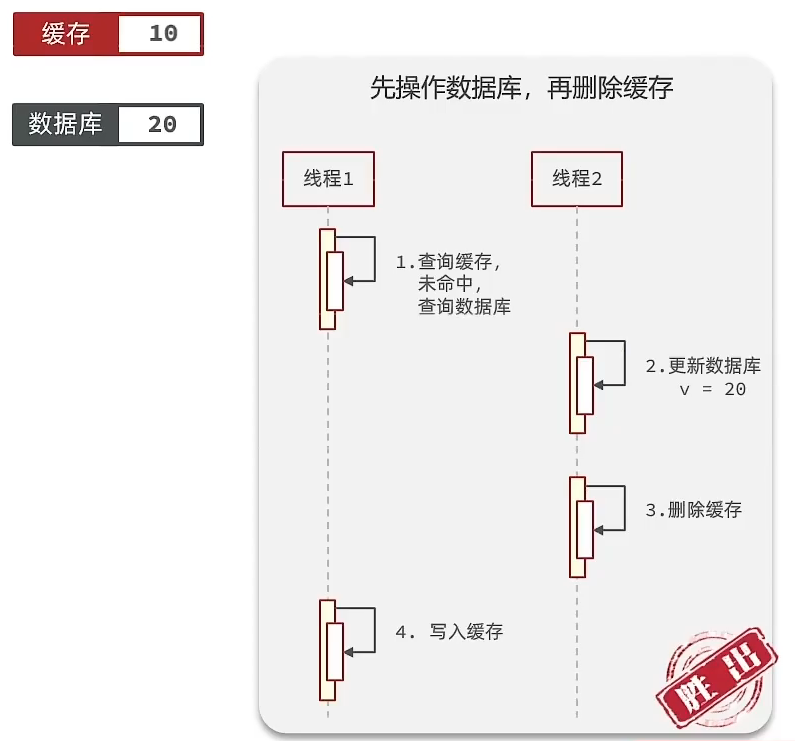 缓存 10
数据库 20
先操作数据库，再删除缓存
线程1
线程2
1.查询缓存，
未命中，
查询数据库
2.更新数据库
v = 20
3.删除缓存
4. 写入缓存
胜出